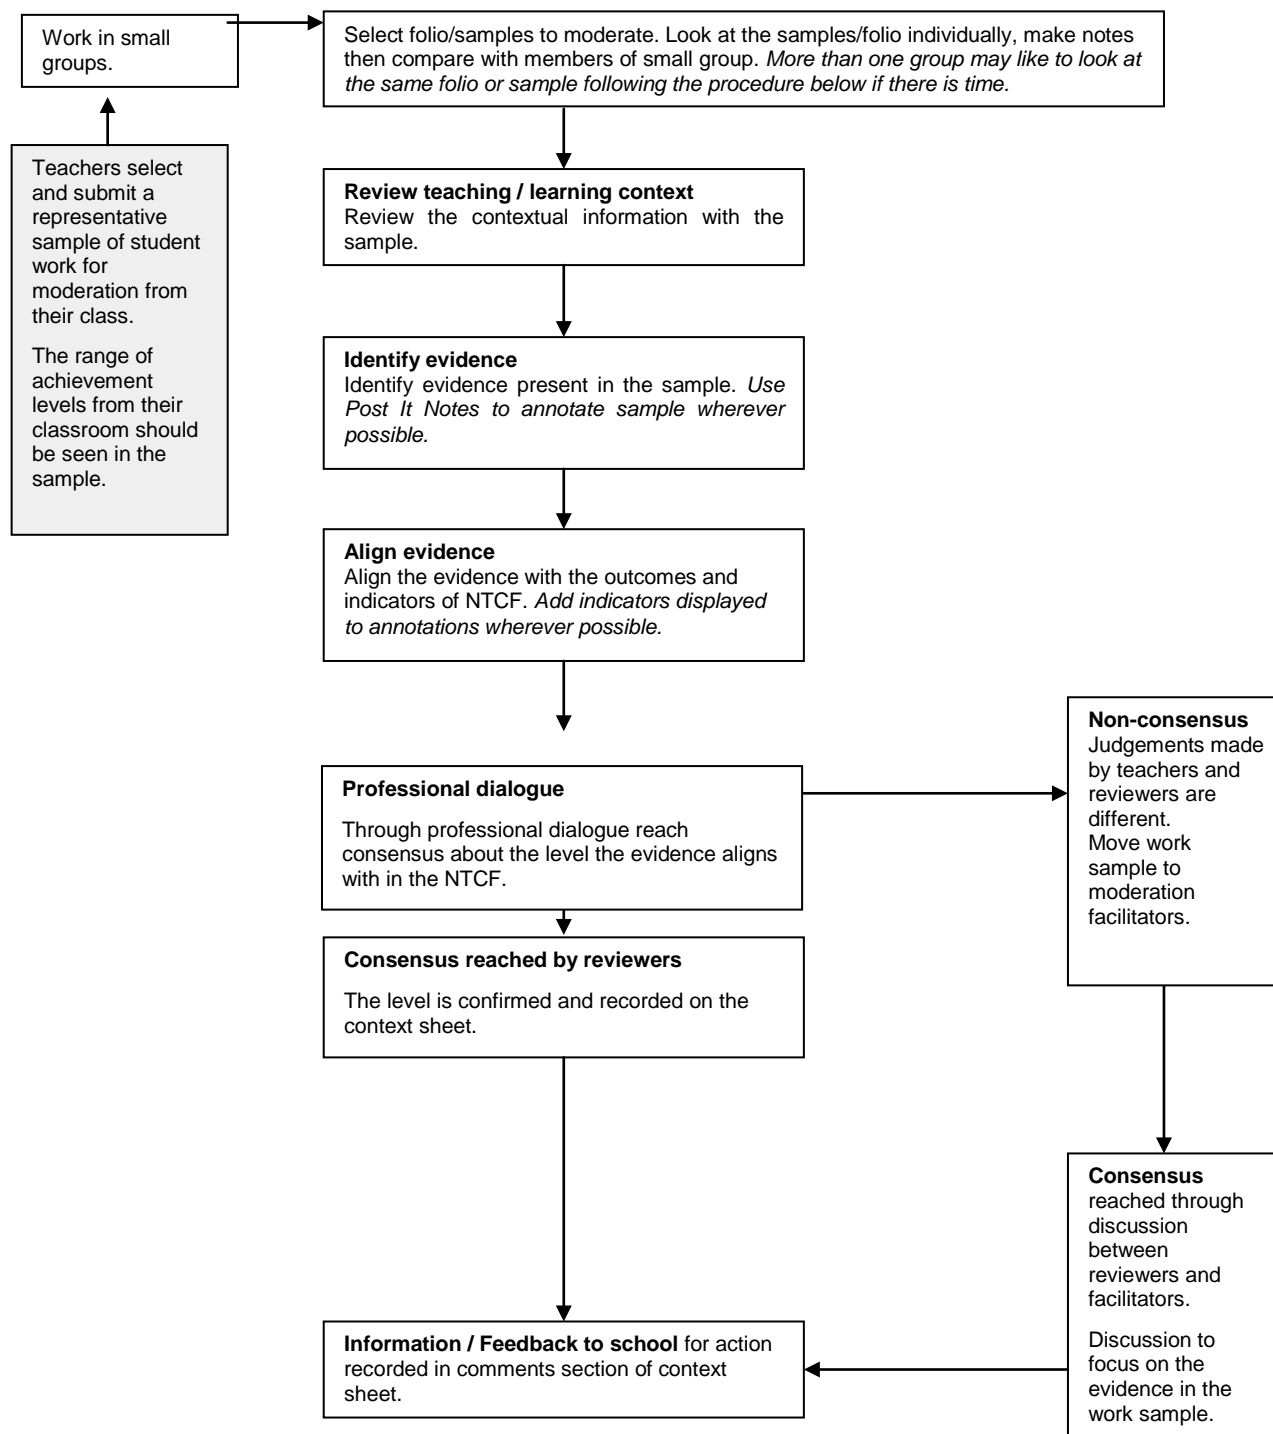 Work in small
groups.
Select folio/samples to moderate. Look at the samples/folio individually, make notes
then compare with members of small group. More than one group may like to look at
the same folio or sample following the procedure below if there is time.
Teachers select
and submit a
representative
sample of student
work for
moderation from
their class.
The range of
achievement
levels from their
classroom should
be seen in the
sample.
Review teaching / learning context
Review the contextual information with the
sample.
Identify evidence
Identify evidence present in the sample. Use
Post It Notes to annotate sample wherever
possible.
Align evidence
Align the evidence with the outcomes and
indicators of NTCF. Add indicators displayed
to annotations wherever possible.
Professional dialogue
Through professional dialogue reach
consensus about the level the evidence aligns
with in the NTCF.
Non-consensus
Judgements made
by teachers and
reviewers are
different.
Move work
sample to
moderation
facilitators.
Consensus reached by reviewers
The level is confirmed and recorded on the
context sheet.
Consensus
reached through
discussion
between
reviewers and
facilitators.
Discussion to
focus on the
evidence in the
work sample.
Information / Feedback to school for action
recorded in comments section of context
sheet.